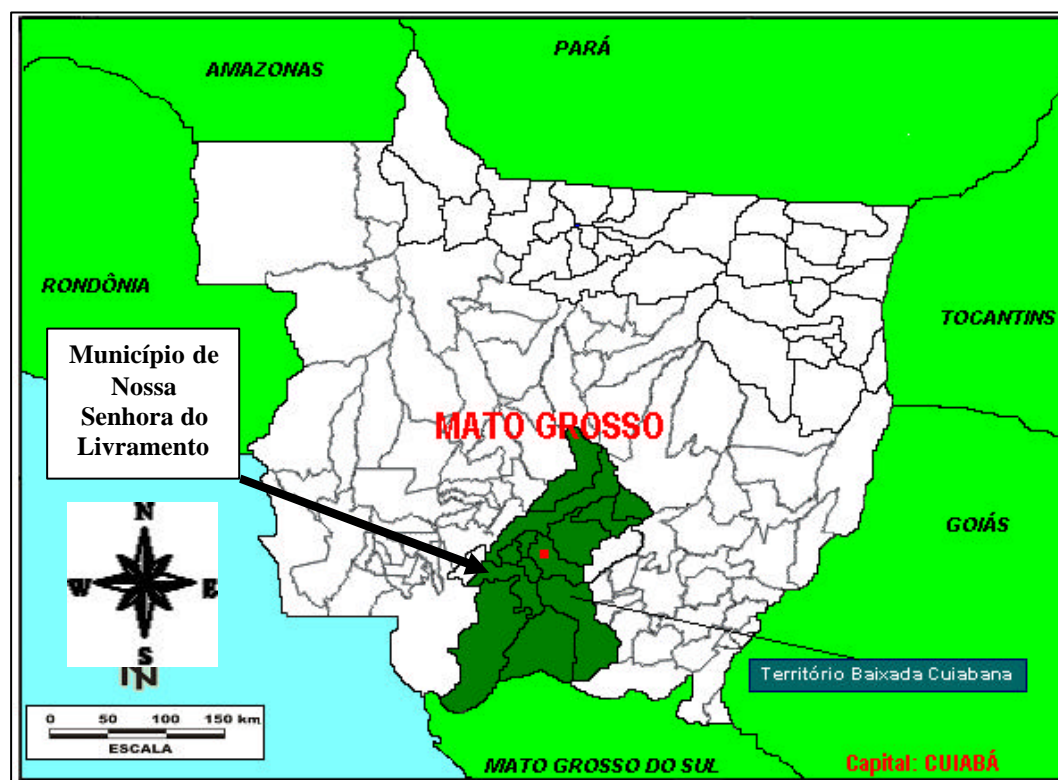 PARÁ
AMAZONAS
RONDÔNIA
TOCANTINS
Município de
Nossa
Senhora do
Livramento
MATO GROSSO
N
W E
S
GOIÁS
Território Baixada Cuiabana
0 50 100 150 km
ESCALA
MATO GROSSO DO SUL
Capital: CUIABÁ